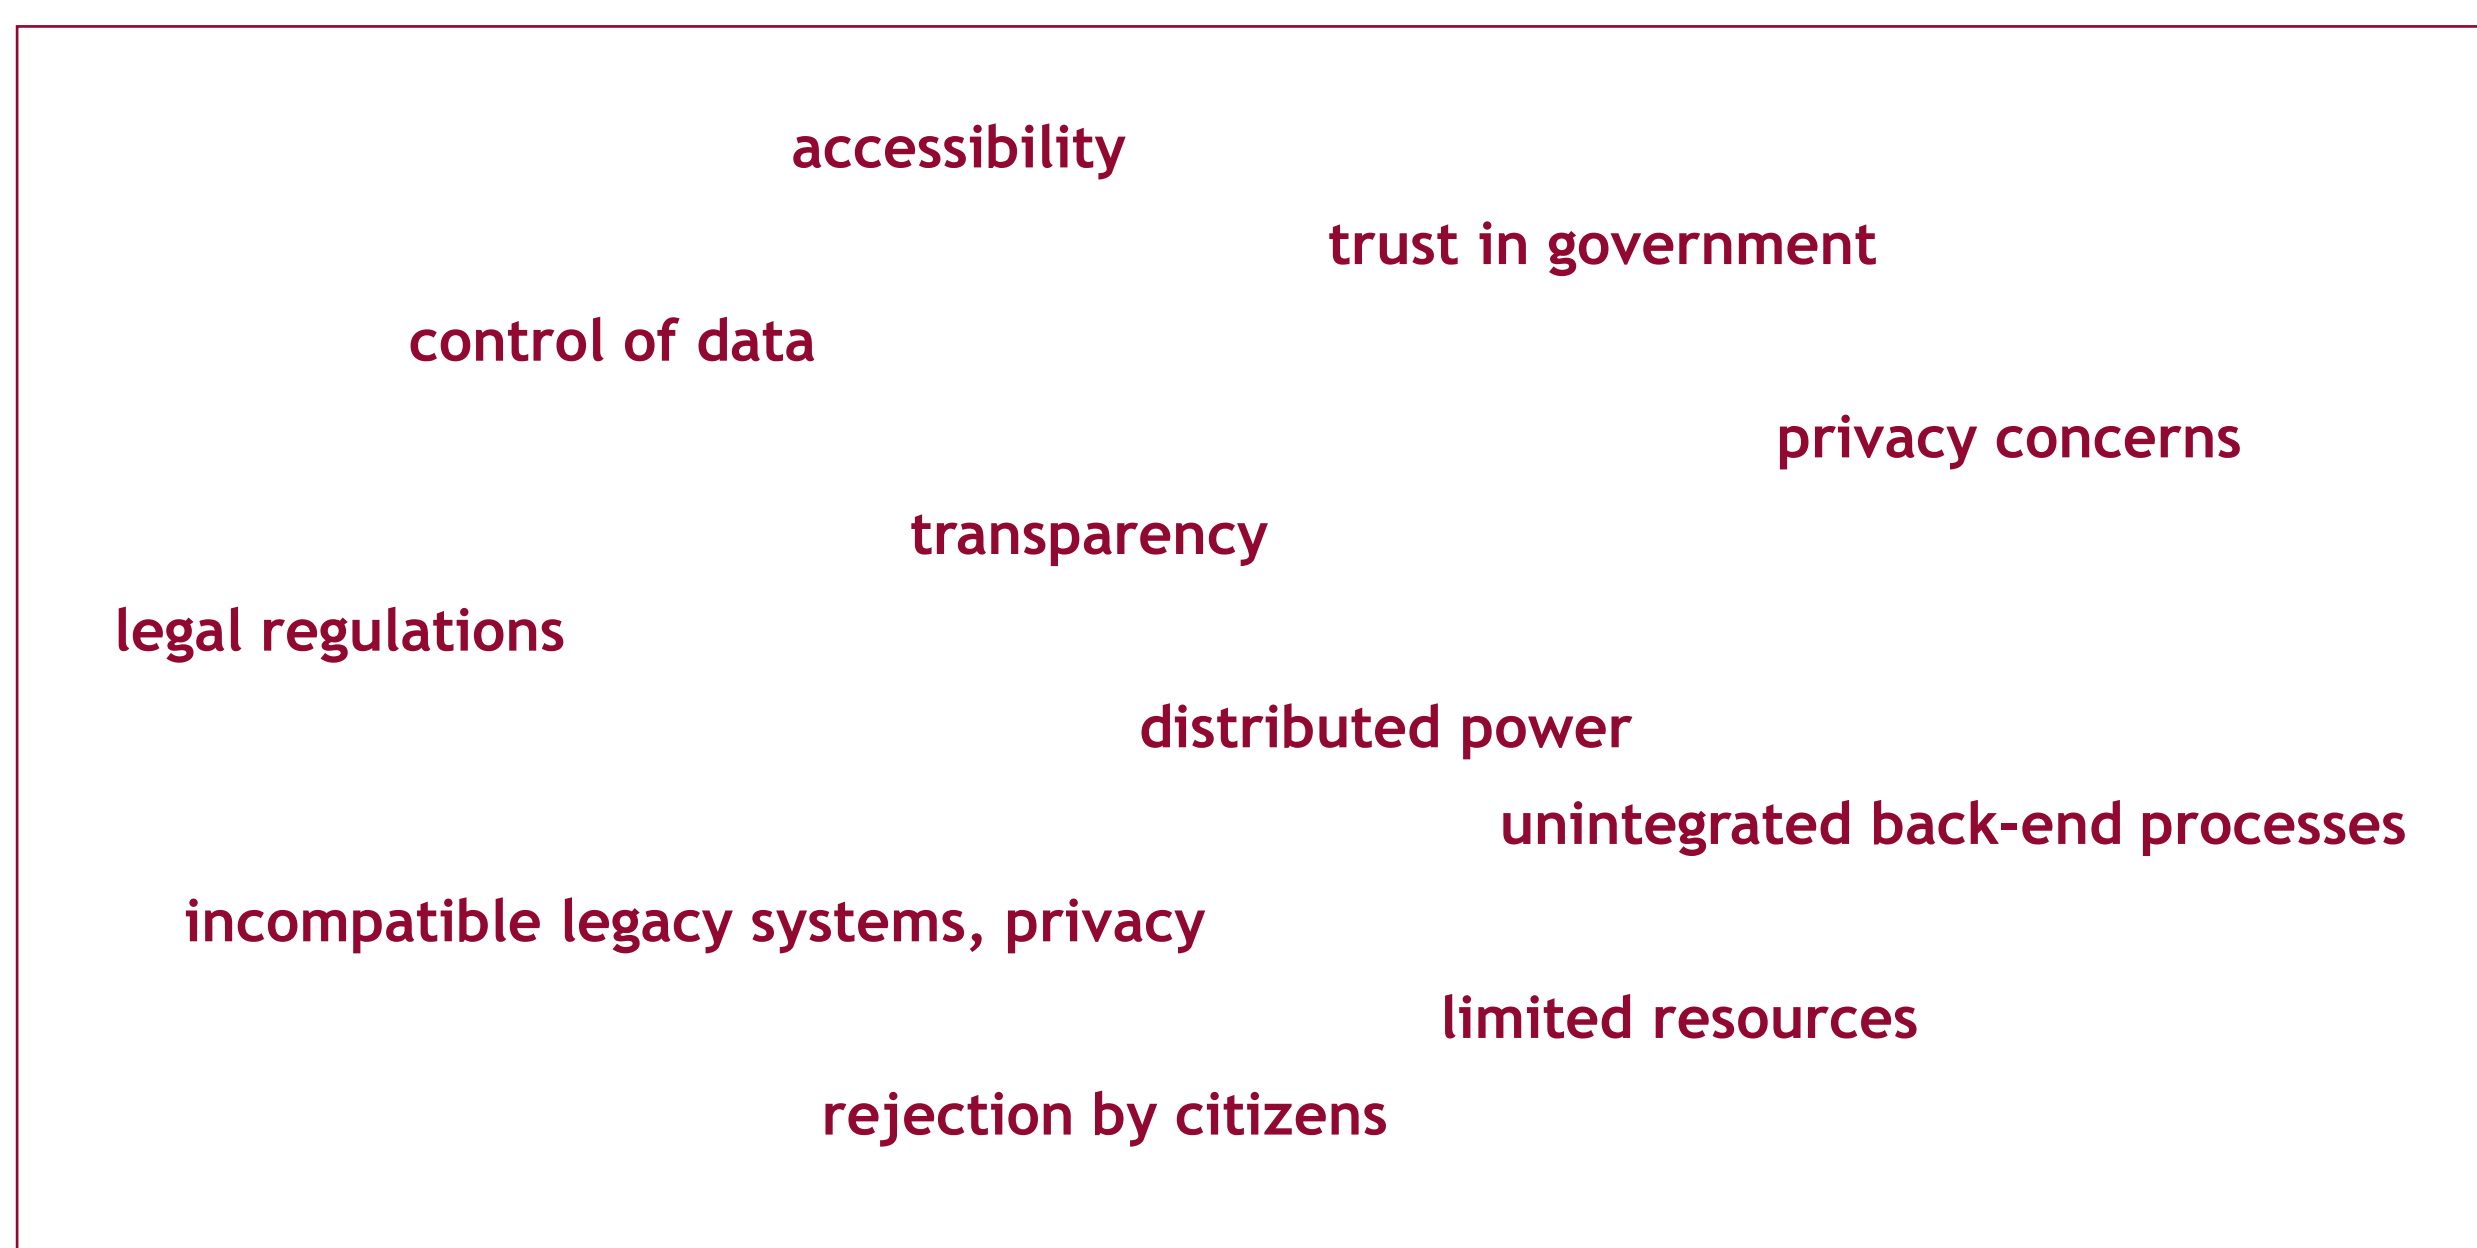 accessibility
trust in government
control of data
privacy concerns
transparency
legal regulations
distributed power
unintegrated back-end processes
incompatible legacy systems, privacy
limited resources
rejection by citizens